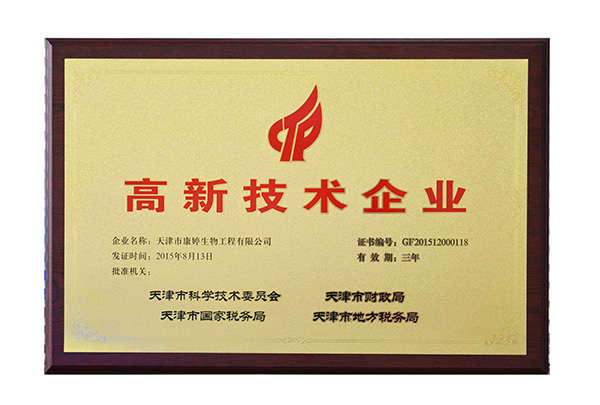 高新技术企业
企业名称：天津市康婷生物工程有限公司 证书编号：GF201512000118
发证时间：2015年8月13日 有 效 期：三年
批准机关：
天津市科学技术委员会 天津市财政局
天津市国家税务局 天津市地方税务局